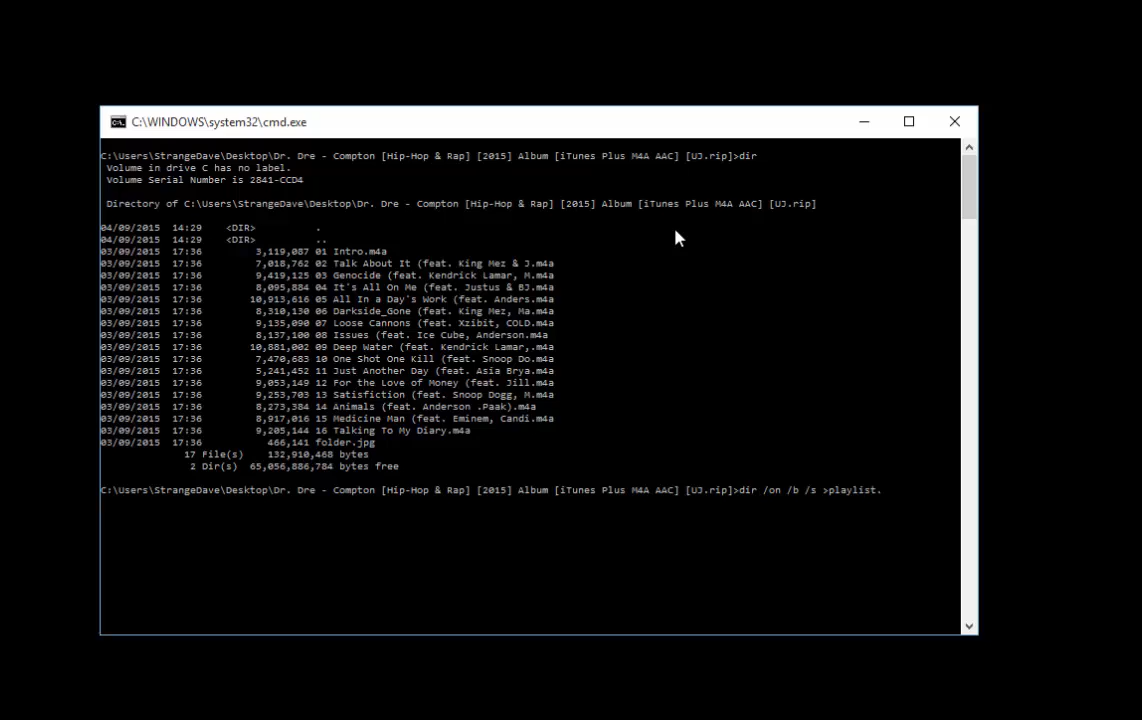 C:\WINDOWS\system32\cmd.exe
C:\Users\StrangeDave\Desktop\Dr. Dre - Compton [Hip-Hop & Rap] [2015] Album [iTunes Plus M4A AAC] [UJ.rip]>dir
Volume in drive C has no label.
Volume Serial Number is 2841-CCD4
Directory of C:\Users\StrangeDave\Desktop\Dr. Dre - Compton [Hip-Hop & Rap] [2015] Album [iTunes Plus M4A AAC] [UJ.rip]
04/09/2015 14:29 <DIR> .
04/09/2015 14:29 <DIR> ..
03/09/2015 17:36 3,119,087 01 Intro.m4a
03/09/2015 17:36 7,018,762 02 Talk About It (feat. King Mez & J.m4a
03/09/2015 17:36 9,419,125 03 Genocide (feat. Kendrick Lamar, M.m4a
03/09/2015 17:36 8,095,884 04 It's All On Me (feat. Justus & BJ.m4a
03/09/2015 17:36 10,913,616 05 All In a Day's Work (feat. Anders.m4a
03/09/2015 17:36 8,310,130 06 Darkside_Gone (feat. King Mez, Ma.m4a
03/09/2015 17:36 9,135,090 07 Loose Cannons (feat. Xzibit, COLD.m4a
03/09/2015 17:36 8,137,100 08 Issues (feat. Ice Cube, Anderson.m4a
03/09/2015 17:36 10,881,002 09 Deep Water (feat. Kendrick Lamar,.m4a
03/09/2015 17:36 7,470,683 10 One Shot One Kill (feat. Snoop Do.m4a
03/09/2015 17:36 5,241,452 11 Just Another Day (feat. Asia Brya.m4a
03/09/2015 17:36 9,053,149 12 For the Love of Money (feat. Jill.m4a
03/09/2015 17:36 9,253,703 13 Satisfiction (feat. Snoop Dogg, M.m4a
03/09/2015 17:36 8,273,384 14 Animals (feat. Anderson .Paak).m4a
03/09/2015 17:36 8,917,016 15 Medicine Man (feat. Eminem, Candi.m4a
03/09/2015 17:36 9,205,144 16 Talking To My Diary.m4a
03/09/2015 17:36 466,141 folder.jpg
17 File(s) 132,910,468 bytes
2 Dir(s) 65,056,886,784 bytes free
C:\Users\StrangeDave\Desktop\Dr. Dre - Compton [Hip-Hop & Rap] [2015] Album [iTunes Plus M4A AAC] [UJ.rip]>dir /on /b /s >playlist.